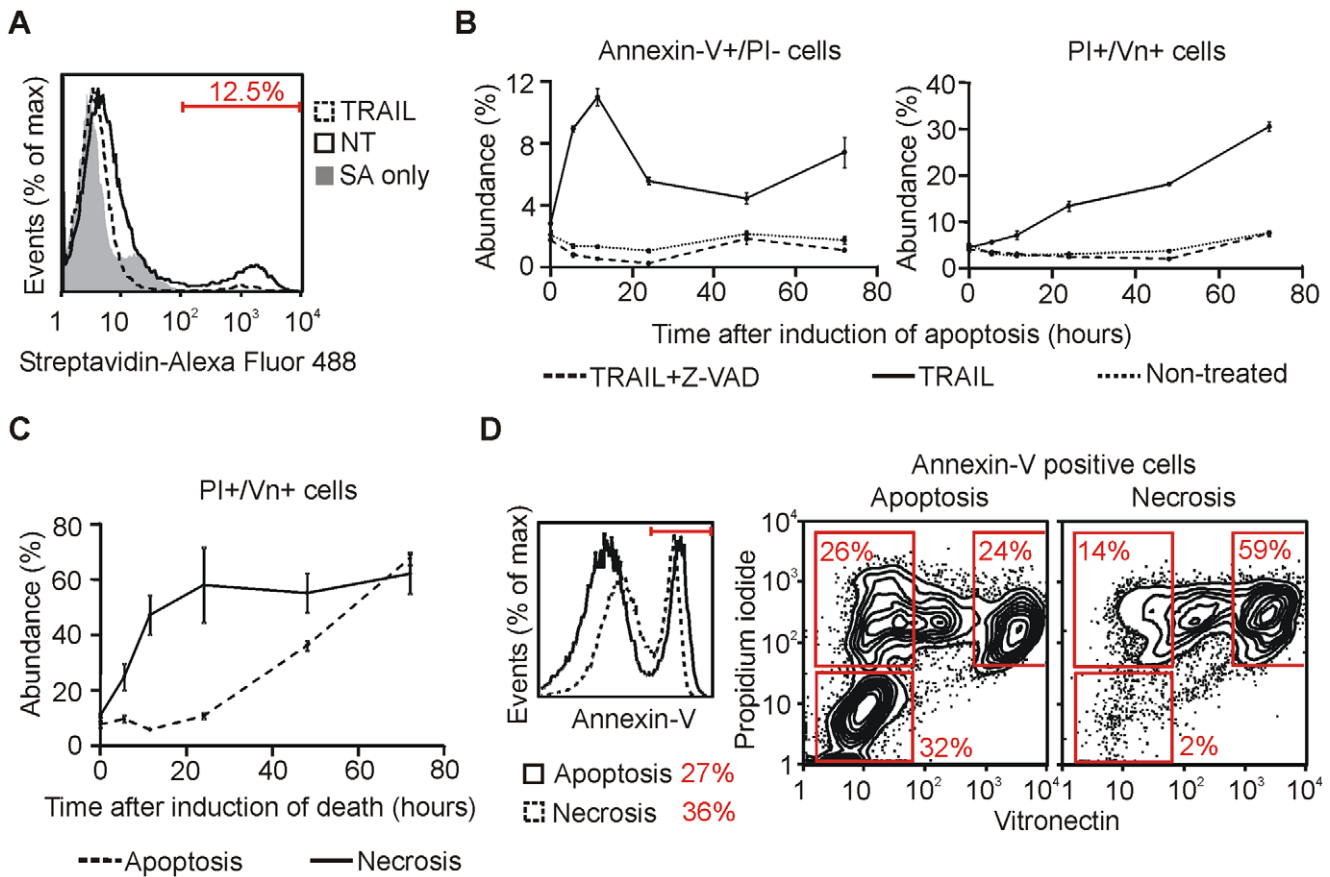 A
Events (% of max)
12.5%
TRAIL
NT
SA only
1 10 10² 10³ 10⁴
Streptavidin-Alexa Fluor 488
B
Annexin-V+/PI- cells
Abundance (%)
12
8
4
0
0 20 40 60 80
PI+/Vn+ cells
Abundance (%)
40
30
20
10
0
0 20 40 60 80
Time after induction of apoptosis (hours)
TRAIL+Z-VAD TRAIL Non-treated
C
PI+/Vn+ cells
Abundance (%)
80
60
40
20
0
0 20 40 60 80
Time after induction of death (hours)
Apoptosis Necrosis
D
Events (% of max)
Annexin-V
Apoptosis 27%
Necrosis 36%
Annexin-V positive cells
Apoptosis Necrosis
Propidium iodide
10⁴
10³
10²
10
1
26% 24%
32%
14% 59%
2%
1 10 10² 10³ 10⁴
1 10 10² 10³ 10⁴
Vitronectin